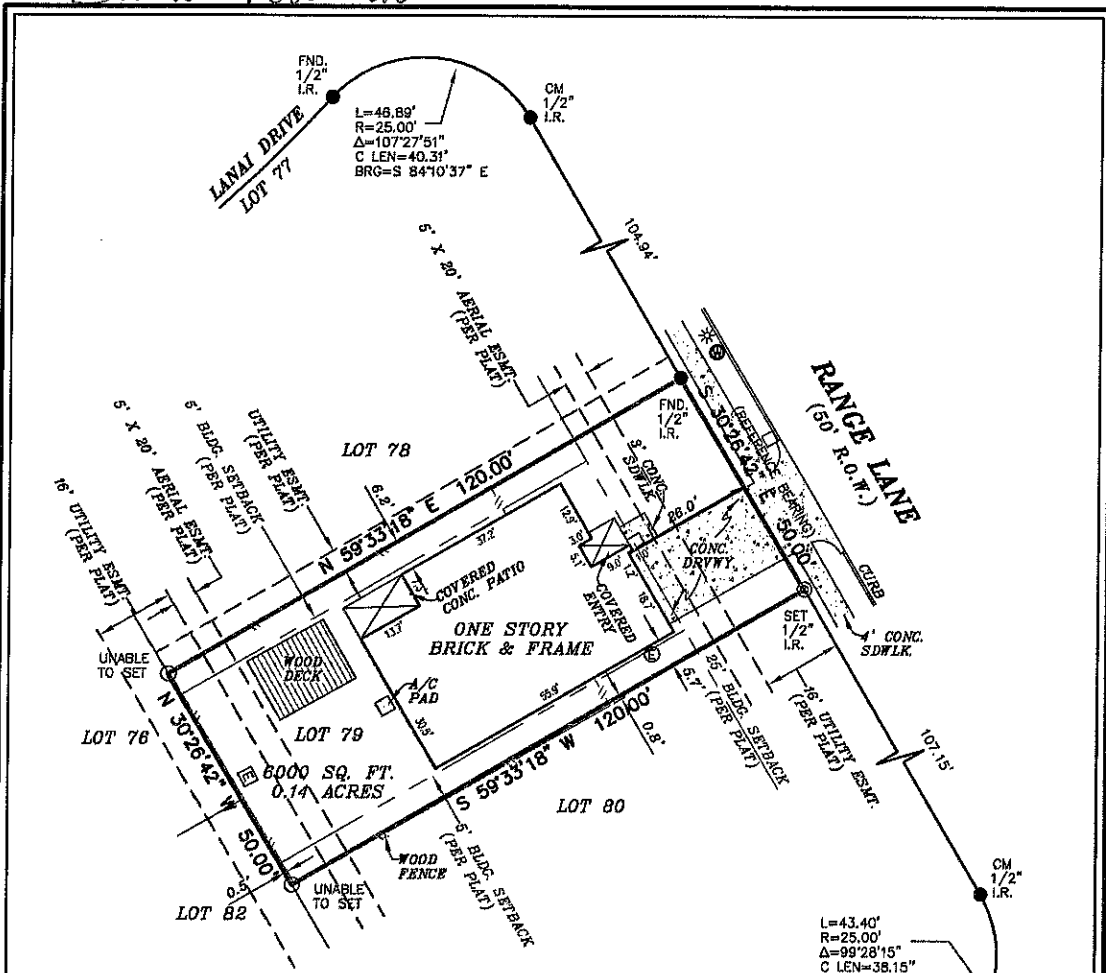 FND.
1/2"
I.R.
CM
1/2"
I.R.
L=46.89'
R=25.00'
Δ=107°27'51"
C LEN=40.31'
BRG=S 84°10'37" E
LANAI DRIVE
LOT 77
104.94'
5' X 20' AERIAL ESMT.
(PER PLAT)
RANGE LANE
(50' R.O.W.)
FND.
1/2"
I.R.
S 30°26'42" E 50.00'
(REFERENCE BEARING)
UTILITY ESMT.
(PER PLAT)
5' BLDG. SETBACK
(PER PLAT)
5' X 20' AERIAL ESMT.
(PER PLAT)
16' UTILITY ESMT.
(PER PLAT)
LOT 78
6.2'
N 59°33'18" E 120.00'
3' CONC.
SDWLK
26.0'
12.9'
3.0'
5.1'
9.0'
37.2'
7.3'
COVERED
CONC. PATIO
13.7'
CONC.
DRVWY.
COVERED
ENTRY
18.7'
CURB
4' CONC.
SDWLK.
SET
1/2"
I.R.
ONE STORY
BRICK & FRAME
UNABLE
TO SET
WOOD
DECK
A/C
PAD
55.9'
30.5'
E
5.7'
25' BLDG. SETBACK
(PER PLAT)
16' UTILITY ESMT.
(PER PLAT)
LOT 76
N 30°26'42" W 50.00'
LOT 79
6000 SQ. FT.
0.14 ACRES
E
S 59°33'18" W 120.00'
0.8'
107.15'
LOT 80
5' BLDG. SETBACK
(PER PLAT)
WOOD
FENCE
0.5'
UNABLE
TO SET
LOT 82
CM
1/2"
I.R.
L=43.40'
R=25.00'
Δ=99°28'15"
C LEN=38.15"